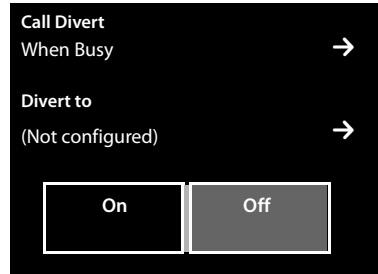 Call Divert
When Busy
Divert to
(Not configured)
On Off